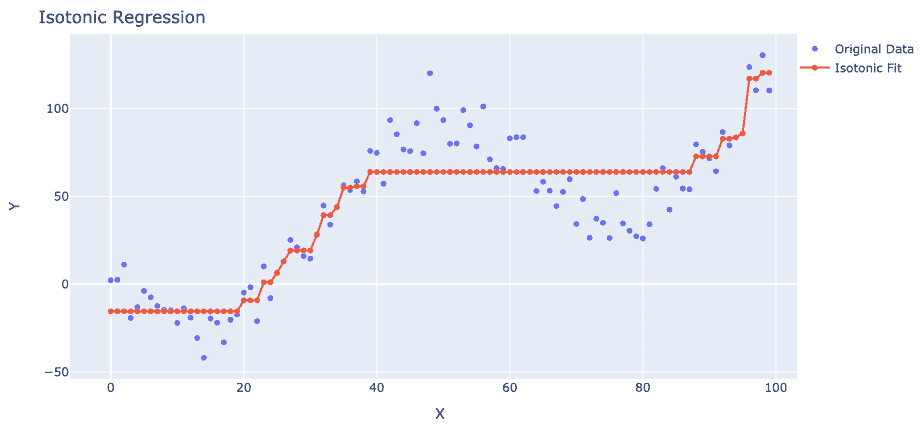 Isotonic Regression
Original Data
Isotonic Fit
100
50
0
−50
Y
0
20
40
60
80
100
X